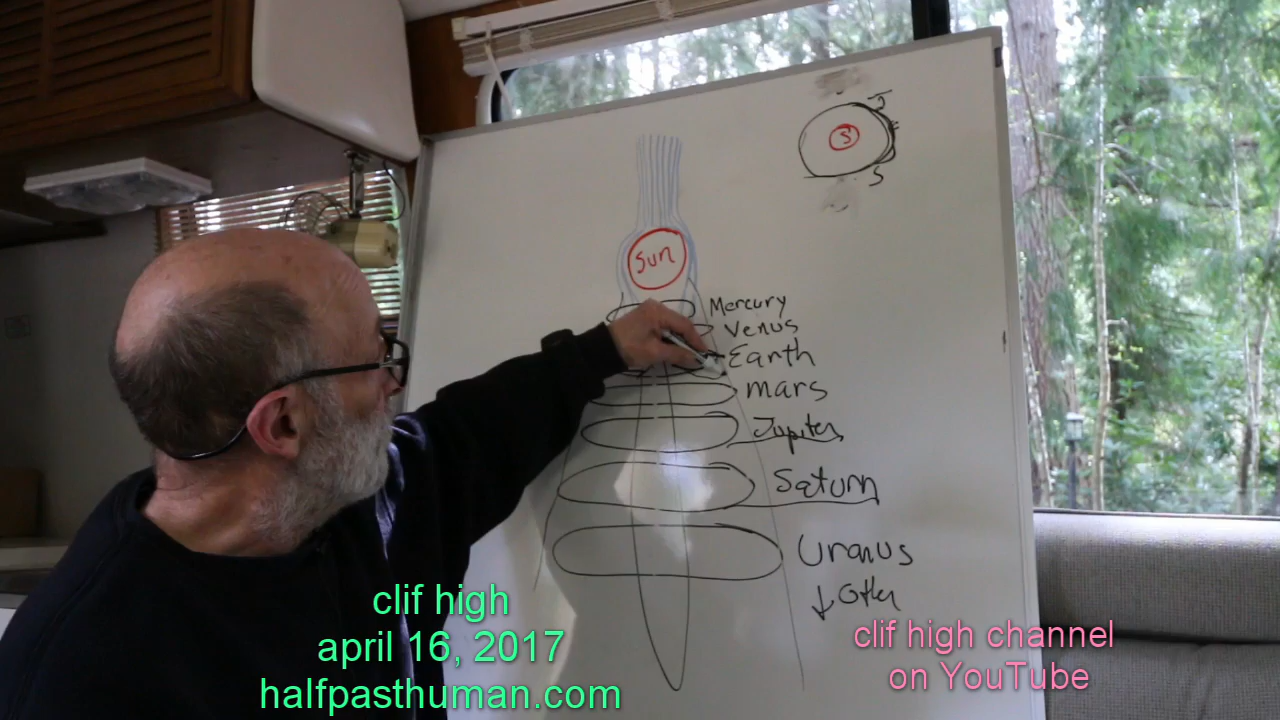 J
S
S
Sun
Mercury
Venus
Earth
mars
Jupiter
Saturn
Uranus
↓ Other
clif high
april 16, 2017
halfpasthuman.com
clif high channel
on YouTube